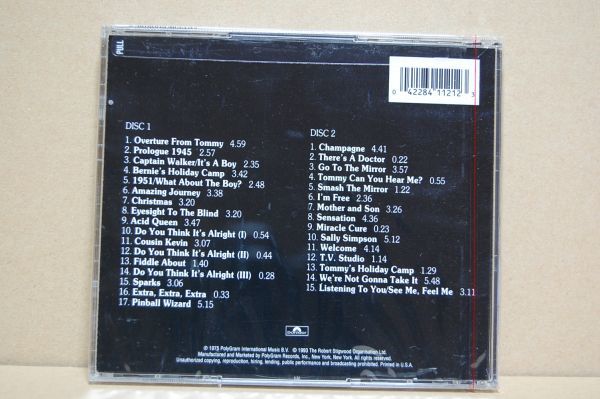 PULL
0 42284 11212 3
DISC 1
1. Overture From Tommy 4.59
2. Prologue 1945 2.57
3. Captain Walker/It's A Boy 2.35
4. Bernie's Holiday Camp 3.42
5. 1951/What About The Boy? 2.48
6. Amazing Journey 3.38
7. Christmas 3.20
8. Eyesight To The Blind 3.20
9. Acid Queen 3.47
10. Do You Think It's Alright (I) 0.54
11. Cousin Kevin 3.07
12. Do You Think It's Alright (II) 0.44
13. Fiddle About 1.40
14. Do You Think It's Alright (III) 0.28
15. Sparks 3.06
16. Extra, Extra, Extra 0.33
17. Pinball Wizard 5.15
DISC 2
1. Champagne 4.41
2. There's A Doctor 0.22
3. Go To The Mirror 3.57
4. Tommy Can You Hear Me? 0.55
5. Smash The Mirror 1.22
6. I'm Free 2.36
7. Mother and Son 3.26
8. Sensation 4.36
9. Miracle Cure 0.23
10. Sally Simpson 5.12
11. Welcome 4.14
12. T.V. Studio 1.14
13. Tommy's Holiday Camp 1.29
14. We're Not Gonna Take It 5.48
15. Listening To You/See Me, Feel Me 3.11
℗ 1975 PolyGram International Music B.V. © 1993 The Robert Stigwood Organisation Ltd.
Manufactured and Marketed by PolyGram Records, Inc., New York, New York. All rights reserved.
Unauthorized copying, reproduction, hiring, lending, public performance and broadcasting prohibited. Printed in U.S.A.